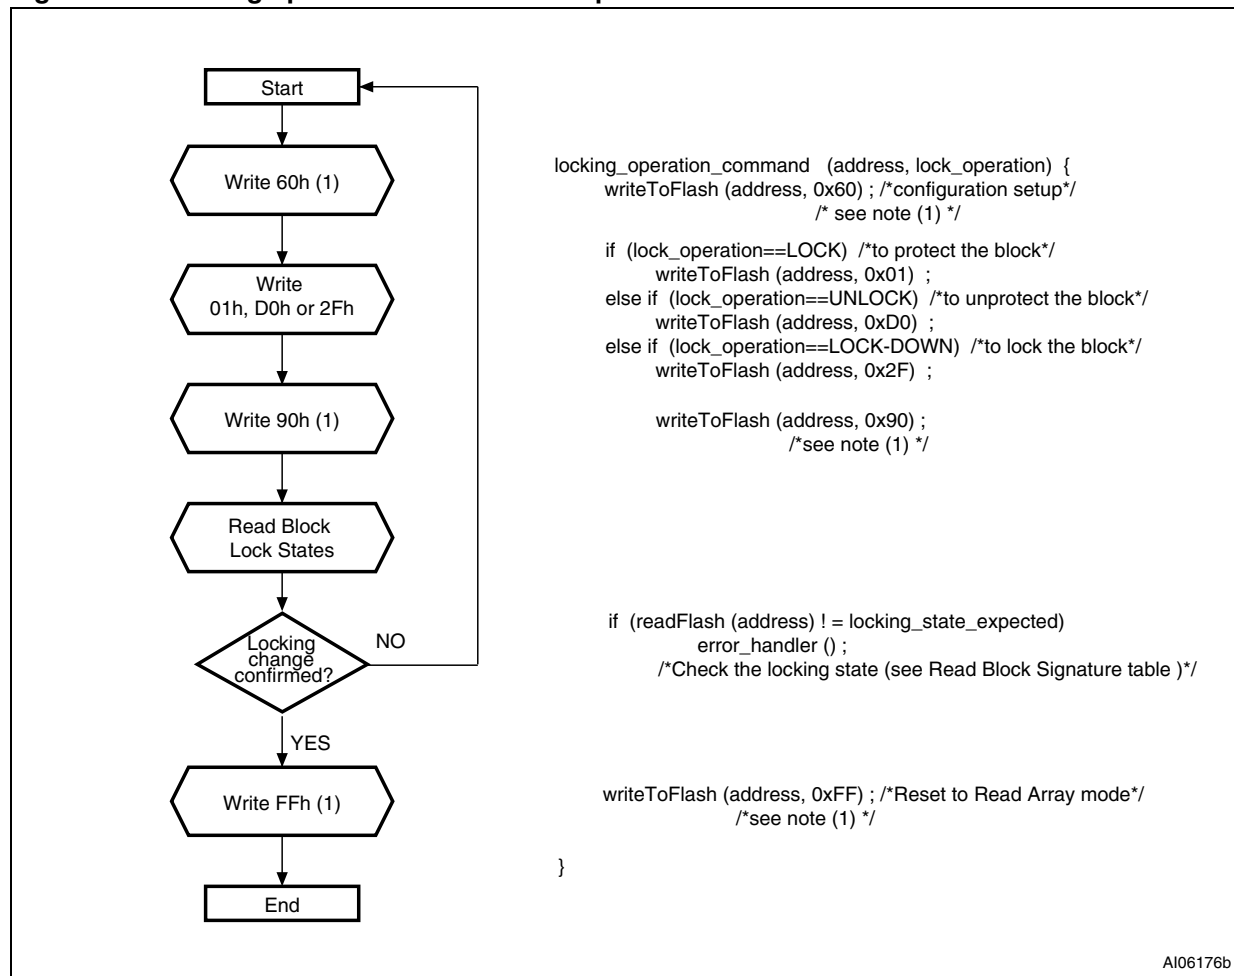 Start
Write 60h (1)
Write
01h, D0h or 2Fh
Write 90h (1)
Read Block
Lock States
Locking
change
confirmed?
NO
YES
Write FFh (1)
End
locking_operation_command (address, lock_operation) {
writeToFlash (address, 0x60) ; /*configuration setup*/
/* see note (1) */
if (lock_operation==LOCK) /*to protect the block*/
writeToFlash (address, 0x01) ;
else if (lock_operation==UNLOCK) /*to unprotect the block*/
writeToFlash (address, 0xD0) ;
else if (lock_operation==LOCK-DOWN) /*to lock the block*/
writeToFlash (address, 0x2F) ;
writeToFlash (address, 0x90) ;
/*see note (1) */
if (readFlash (address) ! = locking_state_expected)
error_handler () ;
/*Check the locking state (see Read Block Signature table )*/
writeToFlash (address, 0xFF) ; /*Reset to Read Array mode*/
/*see note (1) */
}
AI06176b